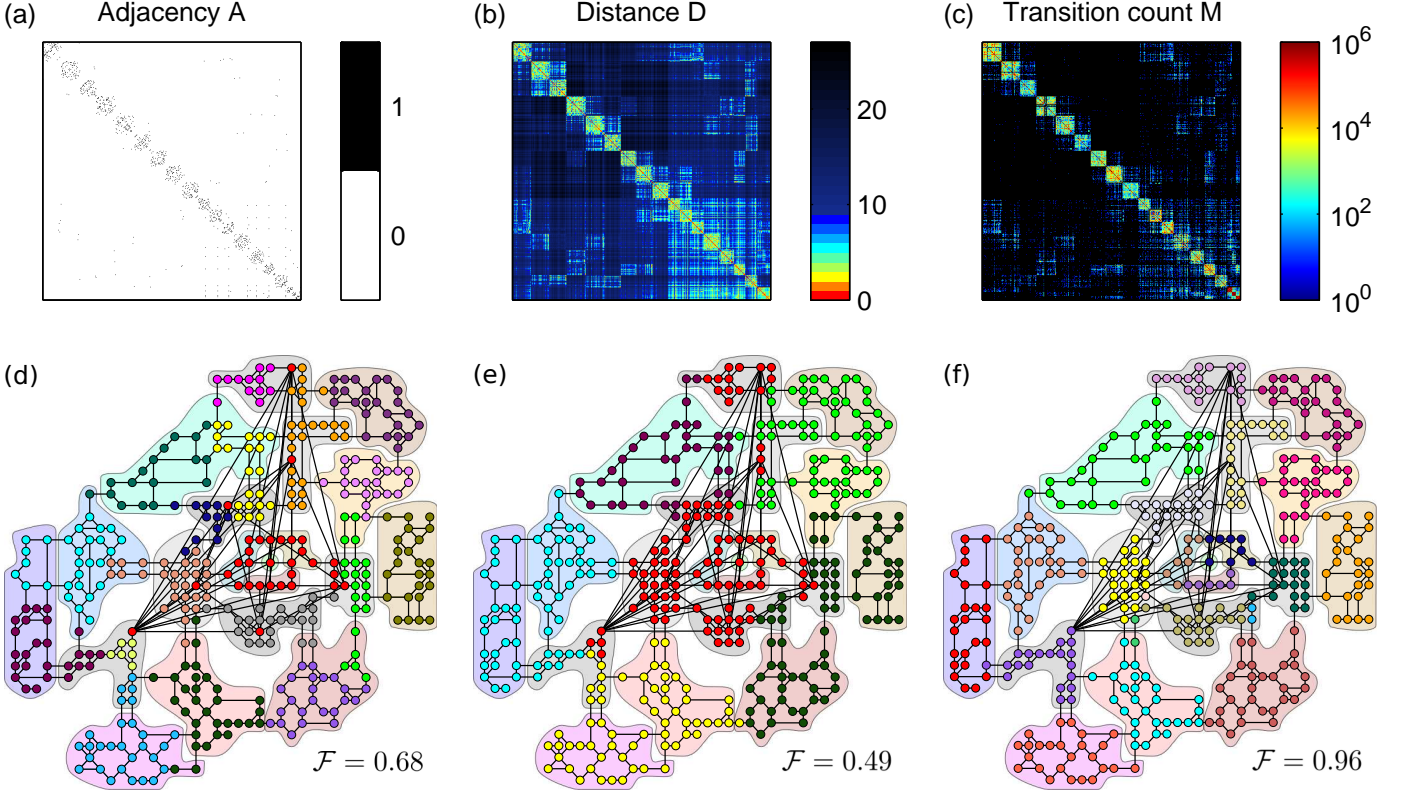 (a) Adjacency A
1
0
(b) Distance D
20
10
0
(c) Transition count M
10^6
10^4
10^2
10^0
(d)
F = 0.68
(e)
F = 0.49
(f)
F = 0.96